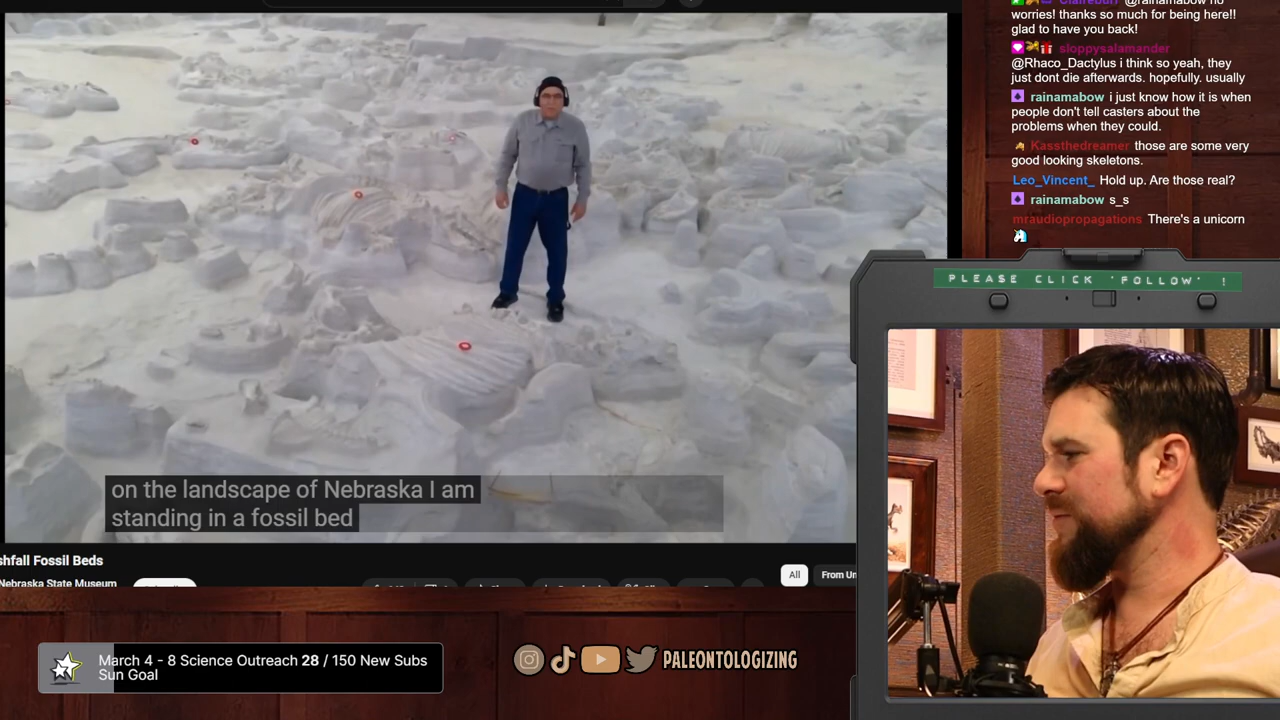 @rainamabow no
worries! thanks so much for being here!!
glad to have you back!
sloppysalamander
@Rhaco_Dactylus i think so yeah, they
just dont die afterwards. hopefully. usually
rainamabow i just know how it is when
people don't tell casters about the
problems when they could.
Kassthedreamer those are some very
good looking skeletons.
Leo_Vincent_ Hold up. Are those real?
rainamabow s_s
mraudiopropagations There's a unicorn
PLEASE CLICK 'FOLLOW' !
on the landscape of Nebraska I am
standing in a fossil bed
shfall Fossil Beds
Nebraska State Museum
All
From Un
March 4 - 8 Science Outreach 28 / 150 New Subs
Sun Goal
PALEONTOLOGIZING